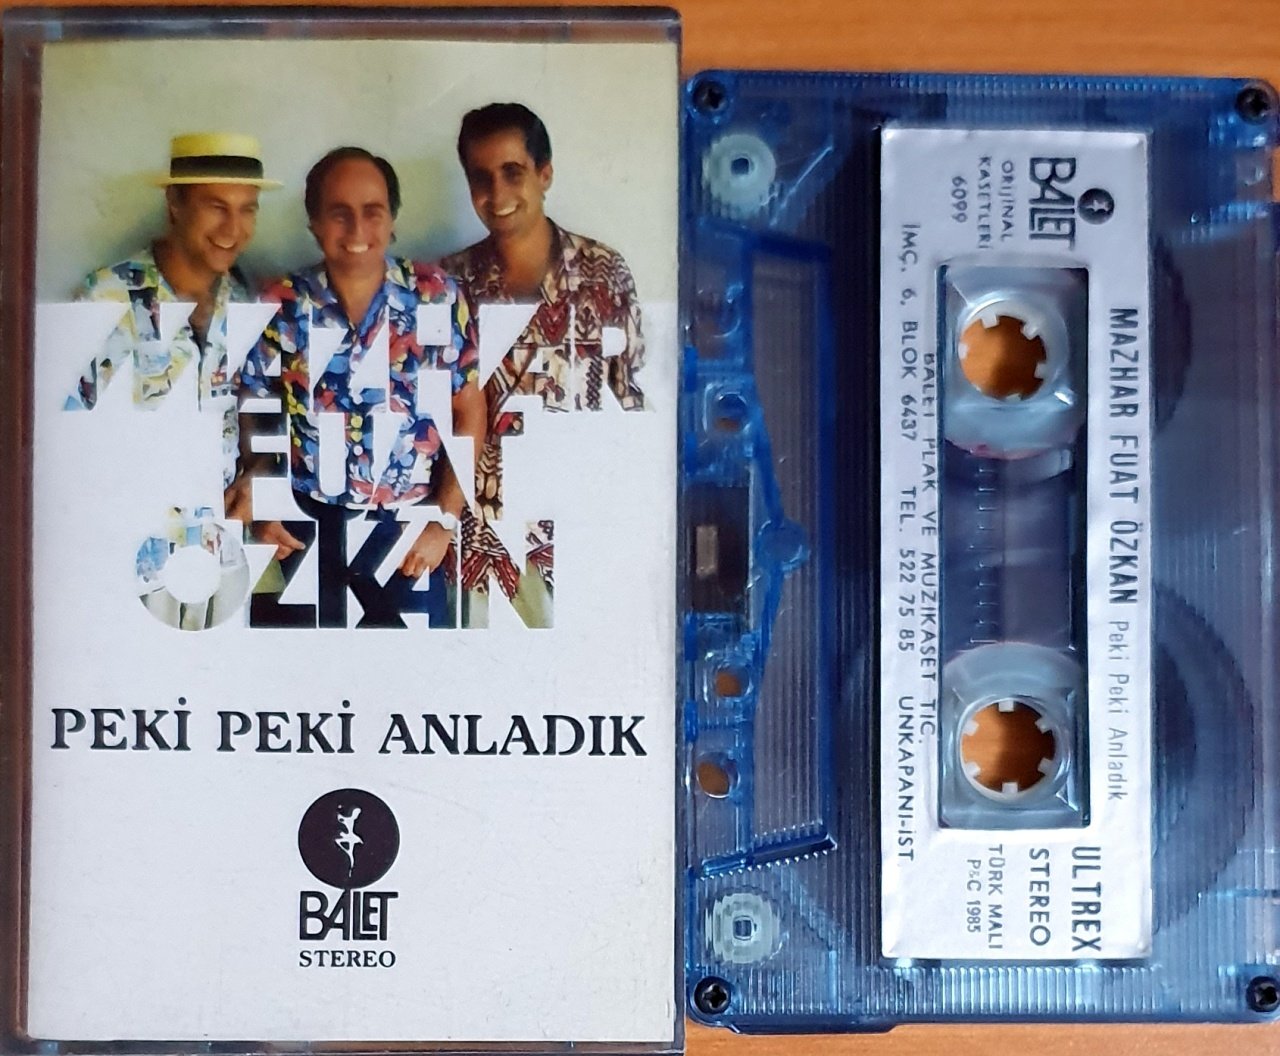 MAZHAR
FUAT
ÖZKAN
PEKİ PEKİ ANLADIK
BALET
STEREO
BALET
ORİJİNAL
KASETLERİ
6099
MAZHAR FUAT ÖZKAN Peki Peki Anladık
ULTREX
STEREO
TÜRK MALI
P&C 1985
BALET PLAK VE MUZIKASET TİC.
İMÇ. 6. BLOK 6437 TEL. 522 75 85 UNKAPANI-İST.